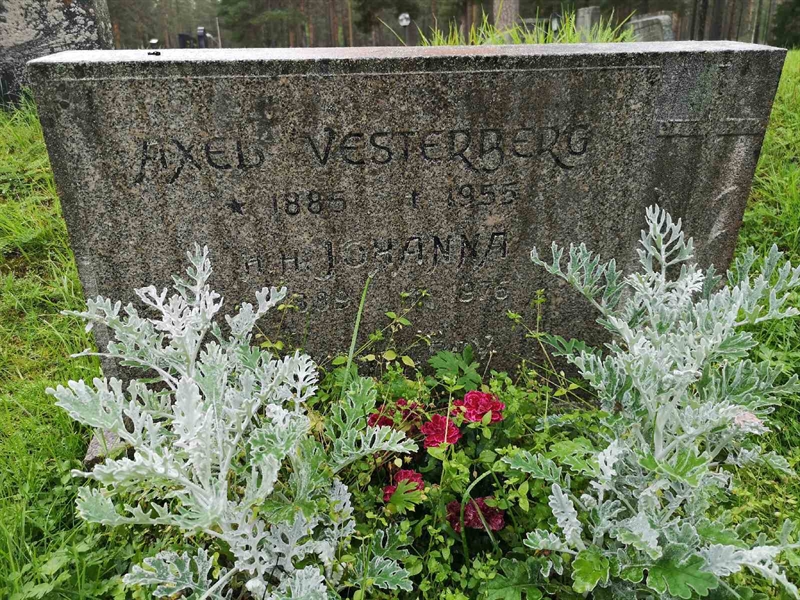 AXEL VESTERBERG
* 1885 † 1955
H. H. JOHANNA